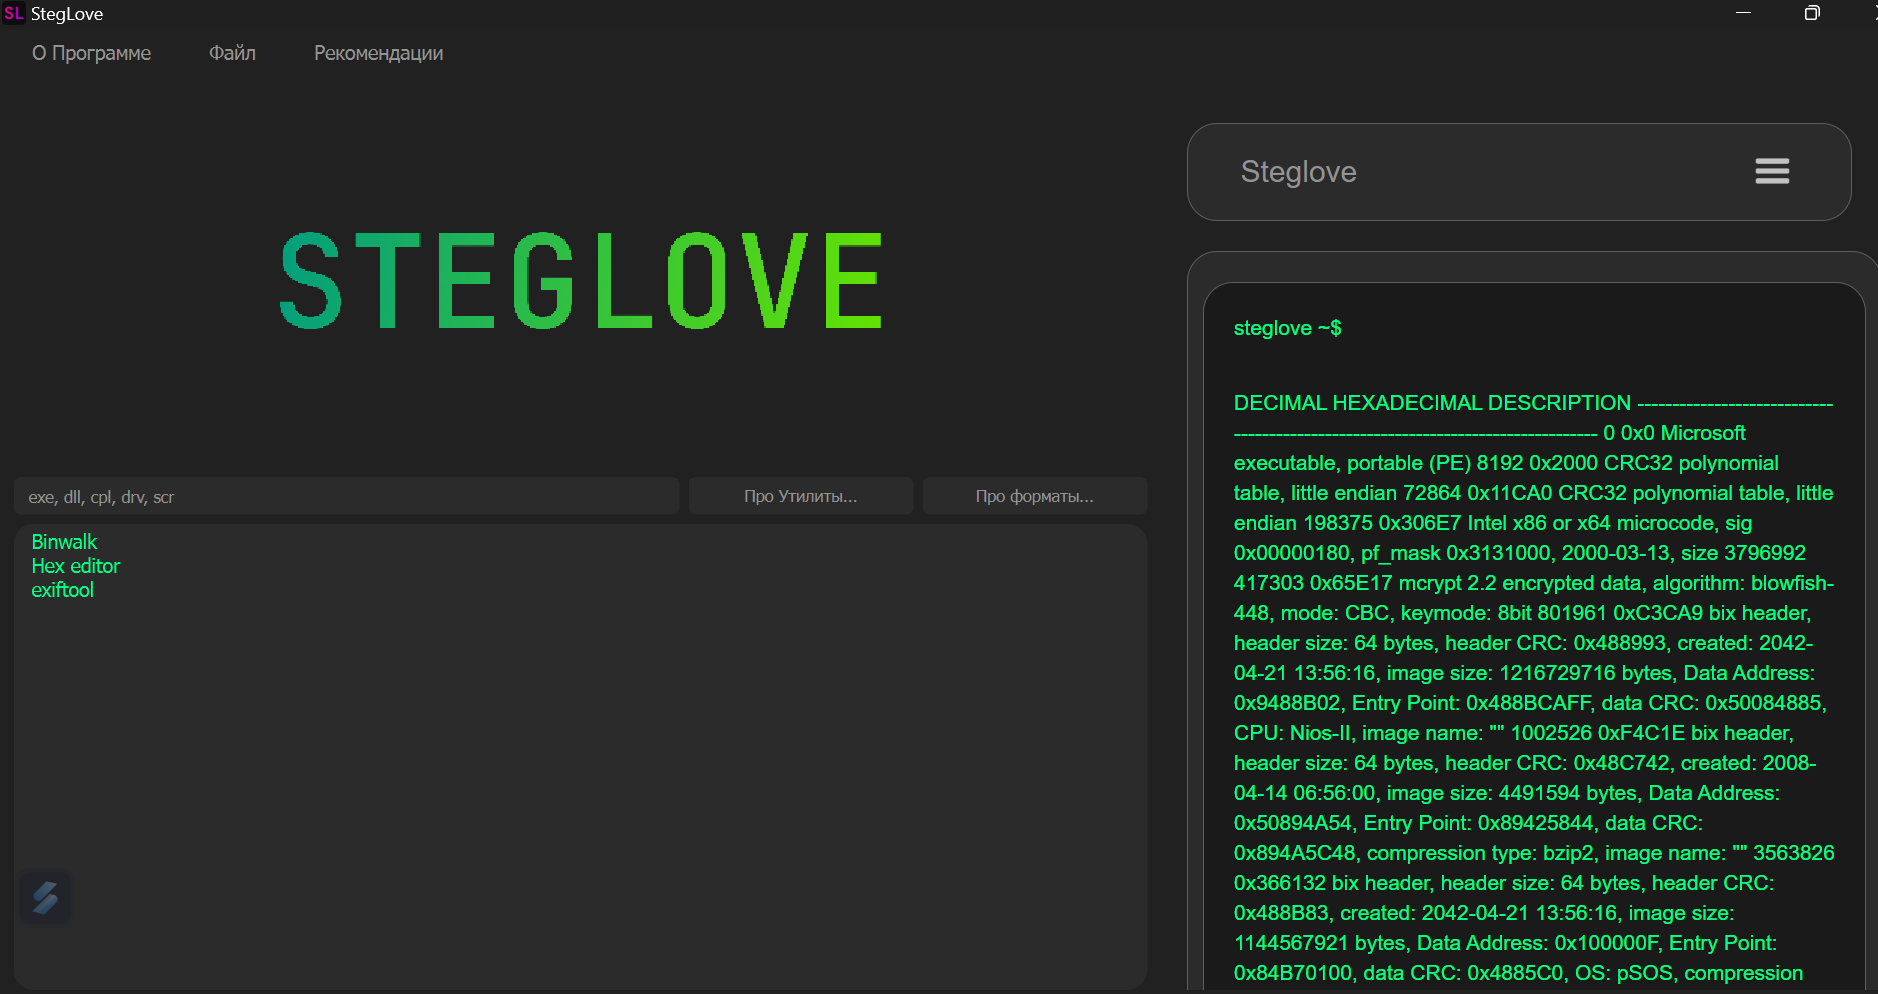 SL StegLove
О Программе Файл Рекомендации
STEGLOVE
exe, dll, cpl, drv, scr
Про Утилиты...
Про форматы...
Binwalk
Hex editor
exiftool
Steglove
steglove ~$
DECIMAL HEXADECIMAL DESCRIPTION ----------------------------
---------------------------------------------------- 0 0x0 Microsoft
executable, portable (PE) 8192 0x2000 CRC32 polynomial
table, little endian 72864 0x11CA0 CRC32 polynomial table, little
endian 198375 0x306E7 Intel x86 or x64 microcode, sig
0x00000180, pf_mask 0x3131000, 2000-03-13, size 3796992
417303 0x65E17 mcrypt 2.2 encrypted data, algorithm: blowfish-
448, mode: CBC, keymode: 8bit 801961 0xC3CA9 bix header,
header size: 64 bytes, header CRC: 0x488993, created: 2042-
04-21 13:56:16, image size: 1216729716 bytes, Data Address:
0x9488B02, Entry Point: 0x488BCAFF, data CRC: 0x50084885,
CPU: Nios-II, image name: "" 1002526 0xF4C1E bix header,
header size: 64 bytes, header CRC: 0x48C742, created: 2008-
04-14 06:56:00, image size: 4491594 bytes, Data Address:
0x50894A54, Entry Point: 0x89425844, data CRC:
0x894A5C48, compression type: bzip2, image name: "" 3563826
0x366132 bix header, header size: 64 bytes, header CRC:
0x488B83, created: 2042-04-21 13:56:16, image size:
1144567921 bytes, Data Address: 0x100000F, Entry Point:
0x84B70100, data CRC: 0x4885C0, OS: pSOS, compression